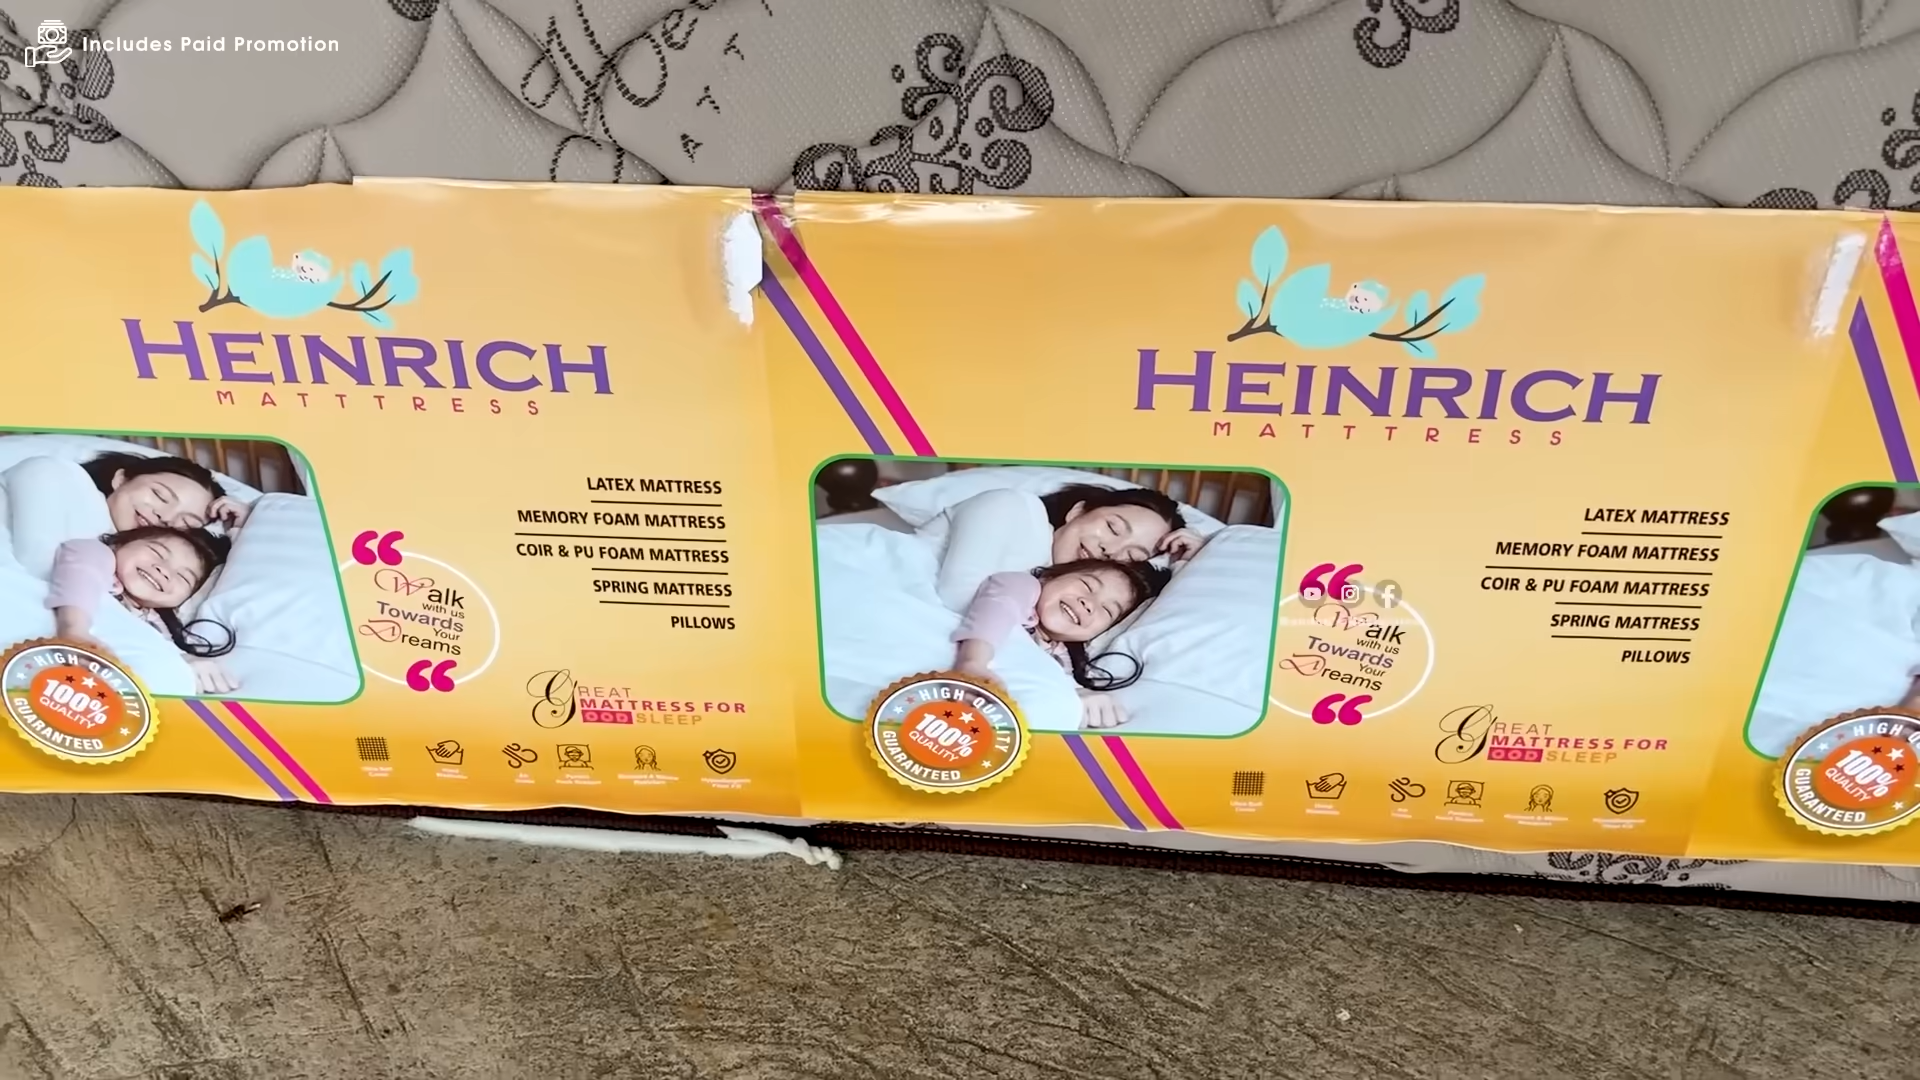 Includes Paid Promotion
HEINRICH
MATTTRESS
LATEX MATTRESS
MEMORY FOAM MATTRESS
COIR & PU FOAM MATTRESS
SPRING MATTRESS
PILLOWS
Walk
with us
Towards
Your
Dreams
HIGH QUALITY
100%
QUALITY
GUARANTEED
GREAT
MATTRESS FOR
OOD SLEEP
HEINRICH
MATTTRESS
LATEX MATTRESS
MEMORY FOAM MATTRESS
COIR & PU FOAM MATTRESS
SPRING MATTRESS
PILLOWS
Walk
with us
Towards
Your
Dreams
HIGH QUALITY
100%
QUALITY
GUARANTEED
GREAT
MATTRESS FOR
OOD SLEEP
HIGH
100%
QUALITY
GUARANTEED